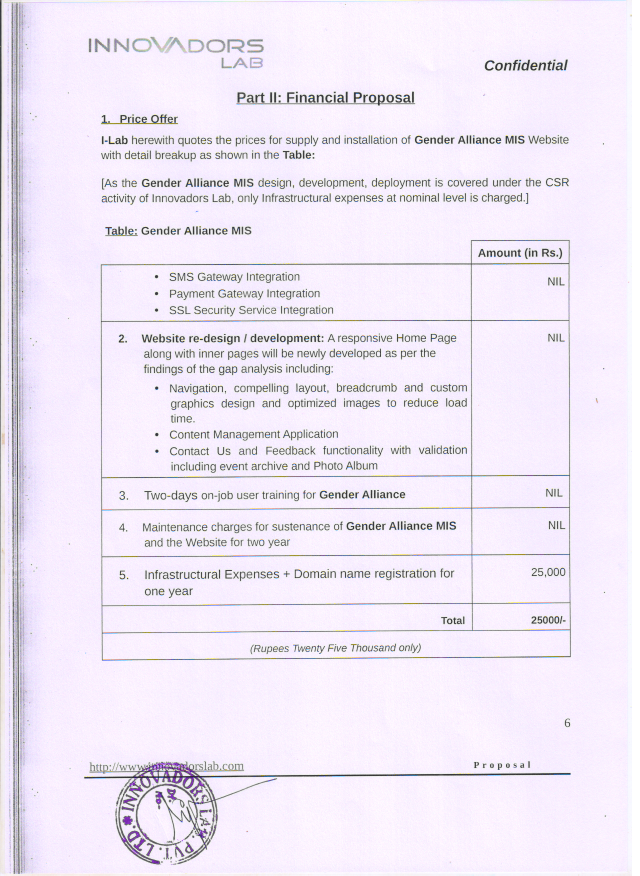 INNOVADORS
LAB
Confidential
Part II: Financial Proposal
1. Price Offer
I-Lab herewith quotes the prices for supply and installation of Gender Alliance MIS Website
with detail breakup as shown in the Table:
[As the Gender Alliance MIS design, development, deployment is covered under the CSR
activity of Innovadors Lab, only Infrastructural expenses at nominal level is charged.]
Table: Gender Alliance MIS
Amount (in Rs.)
• SMS Gateway Integration NIL
• Payment Gateway Integration
• SSL Security Service Integration
2. Website re-design / development: A responsive Home Page NIL
along with inner pages will be newly developed as per the
findings of the gap analysis including:
• Navigation, compelling layout, breadcrumb and custom
graphics design and optimized images to reduce load
time.
• Content Management Application
• Contact Us and Feedback functionality with validation
including event archive and Photo Album
3. Two-days on-job user training for Gender Alliance NIL
4. Maintenance charges for sustenance of Gender Alliance MIS NIL
and the Website for two year
5. Infrastructural Expenses + Domain name registration for 25,000
one year
Total 25000/-
(Rupees Twenty Five Thousand only)
6
http://www.innovadorslab.com Proposal
INNOVADORS LAB PVT. LTD